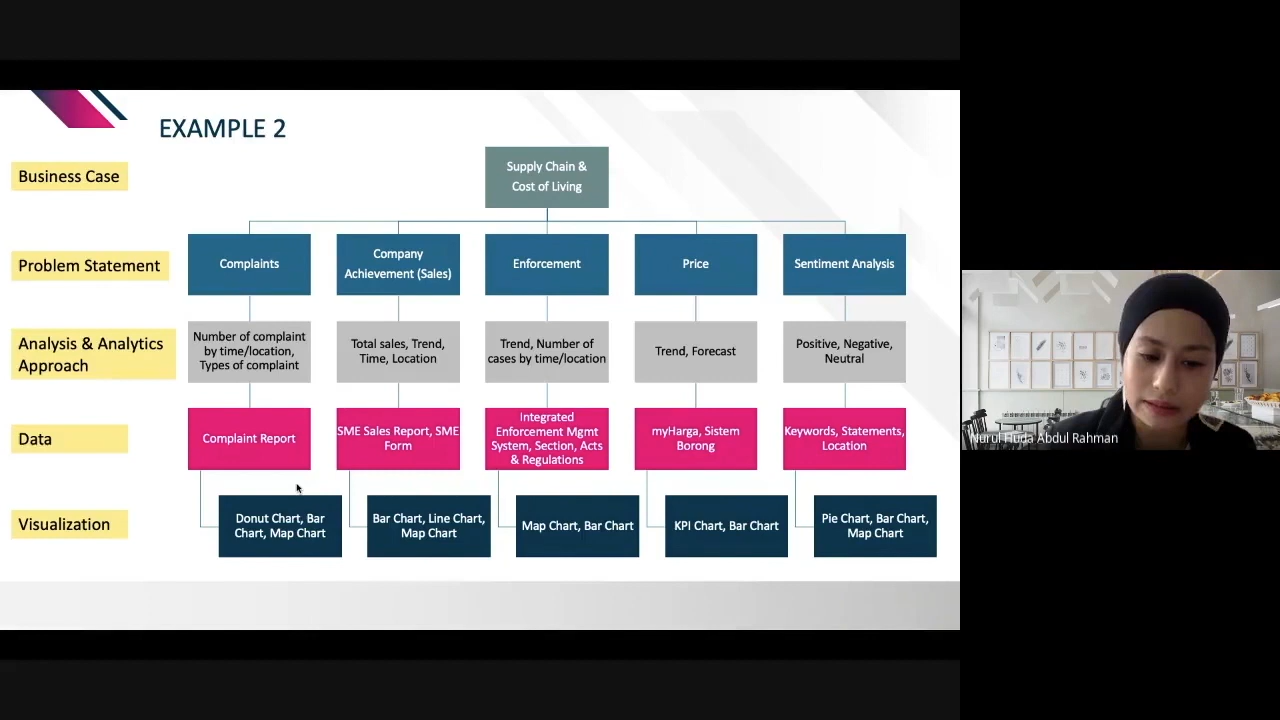 EXAMPLE 2
Business Case
Supply Chain &
Cost of Living
Problem Statement
Complaints
Company
Achievement (Sales)
Enforcement
Price
Sentiment Analysis
Analysis & Analytics
Approach
Number of complaint
by time/location,
Types of complaint
Total sales, Trend,
Time, Location
Trend, Number of
cases by time/location
Trend, Forecast
Positive, Negative,
Neutral
Data
Complaint Report
SME Sales Report, SME
Form
Integrated
Enforcement Mgmt
System, Section, Acts
& Regulations
myHarga, Sistem
Borong
Keywords, Statements,
Location
Visualization
Donut Chart, Bar
Chart, Map Chart
Bar Chart, Line Chart,
Map Chart
Map Chart, Bar Chart
KPI Chart, Bar Chart
Pie Chart, Bar Chart,
Map Chart
Nurul Huda Abdul Rahman